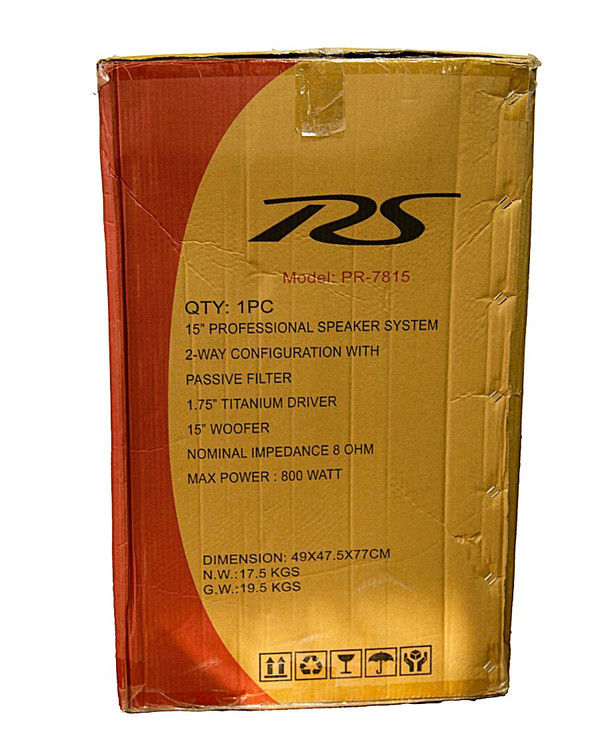 RS
Model: PR-7815
QTY: 1PC
15" PROFESSIONAL SPEAKER SYSTEM
2-WAY CONFIGURATION WITH
PASSIVE FILTER
1.75" TITANIUM DRIVER
15" WOOFER
NOMINAL IMPEDANCE 8 OHM
MAX POWER : 800 WATT
DIMENSION: 49X47.5X77CM
N.W.:17.5 KGS
G.W.:19.5 KGS